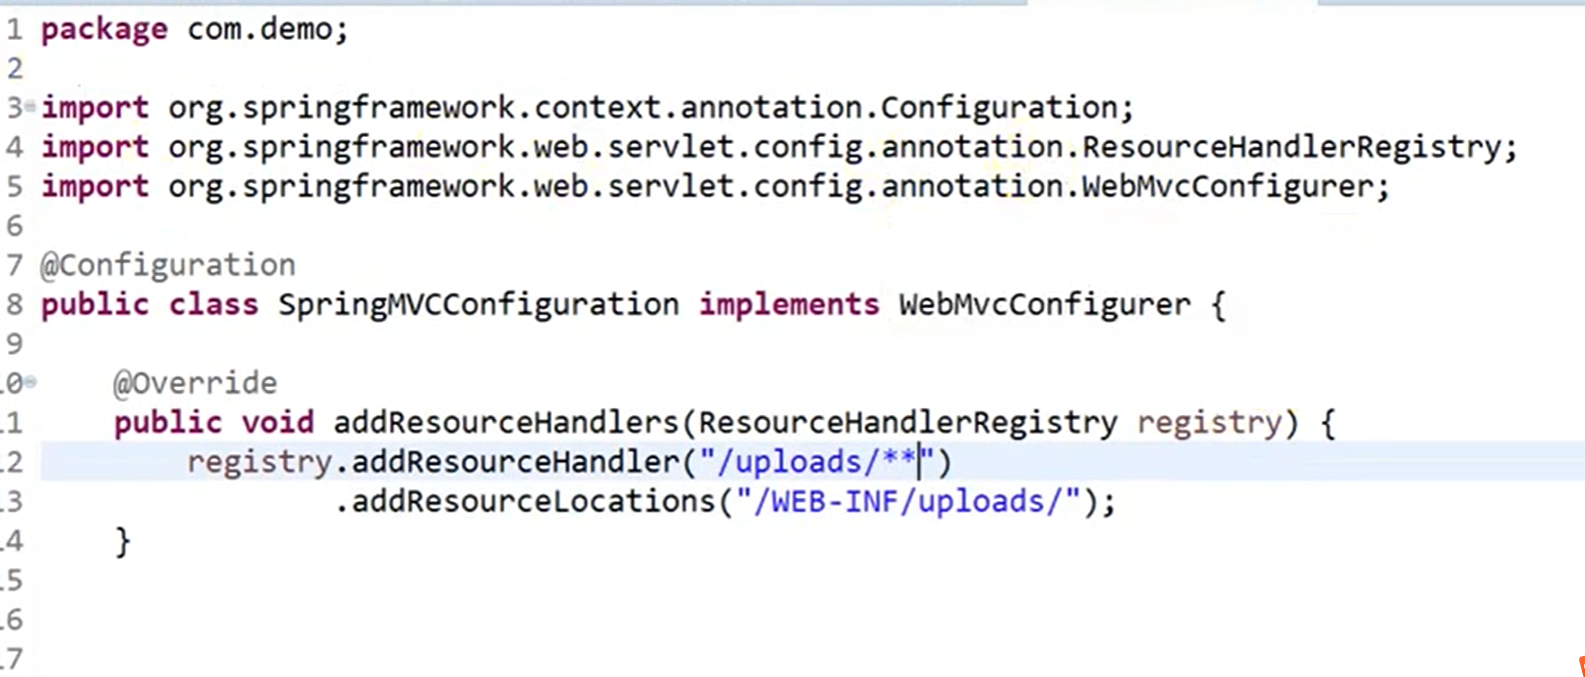 1 package com.demo;
2
3 import org.springframework.context.annotation.Configuration;
4 import org.springframework.web.servlet.config.annotation.ResourceHandlerRegistry;
5 import org.springframework.web.servlet.config.annotation.WebMvcConfigurer;
6
7 @Configuration
8 public class SpringMVCConfiguration implements WebMvcConfigurer {
9
0 @Override
1 public void addResourceHandlers(ResourceHandlerRegistry registry) {
2 registry.addResourceHandler("/uploads/**")
3 .addResourceLocations("/WEB-INF/uploads/");
4 }
5
6
7